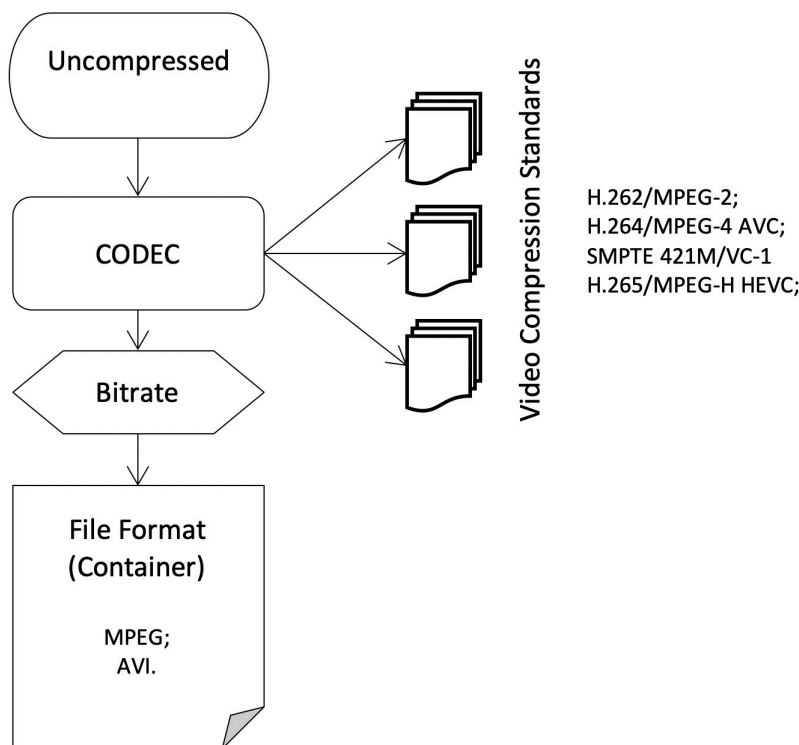 Uncompressed
CODEC
Bitrate
File Format
(Container)
MPEG;
AVI.
Video Compression Standards
H.262/MPEG-2;
H.264/MPEG-4 AVC;
SMPTE 421M/VC-1
H.265/MPEG-H HEVC;